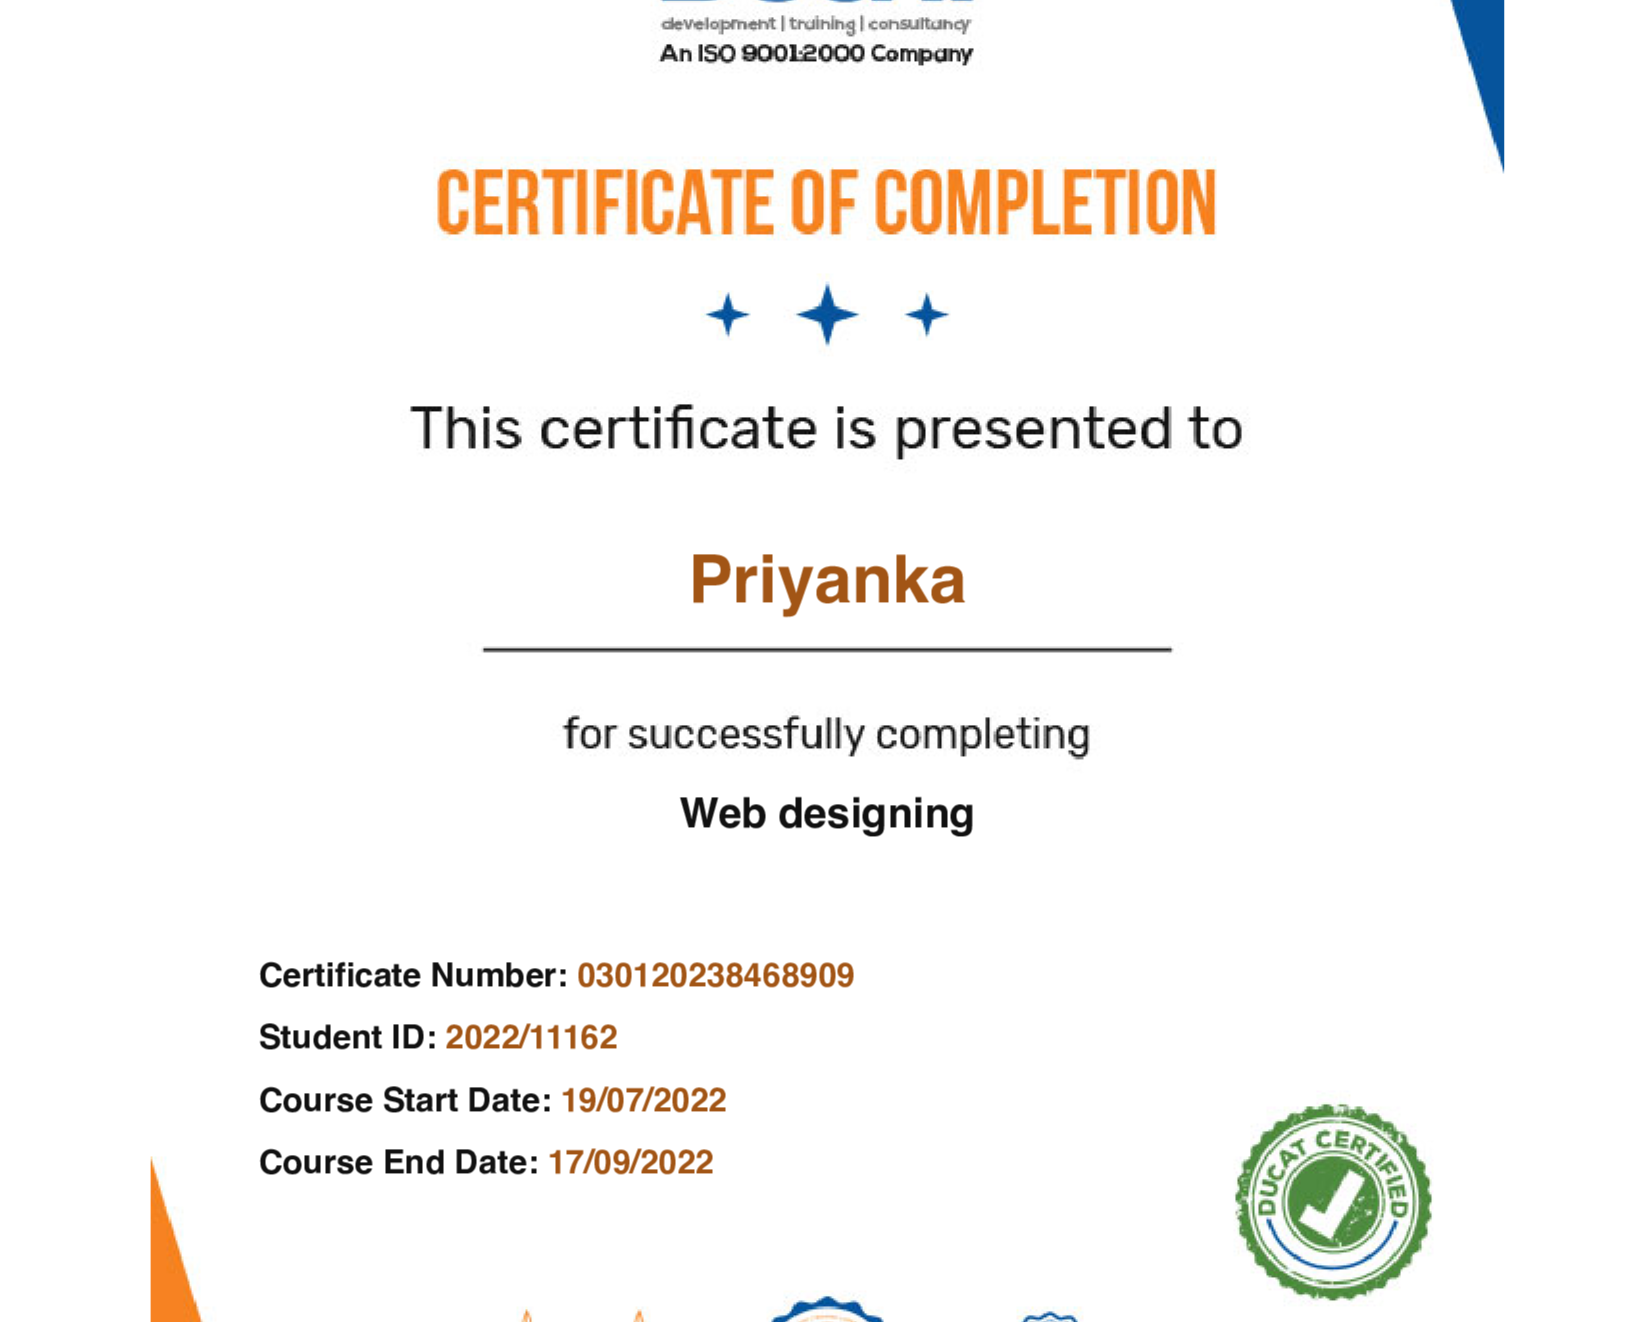 development | training | consultancy
An ISO 9001:2000 Company
CERTIFICATE OF COMPLETION
This certificate is presented to
Priyanka
for successfully completing
Web designing
Certificate Number: 030120238468909
Student ID: 2022/11162
Course Start Date: 19/07/2022
Course End Date: 17/09/2022
DUCAT CERTIFIED